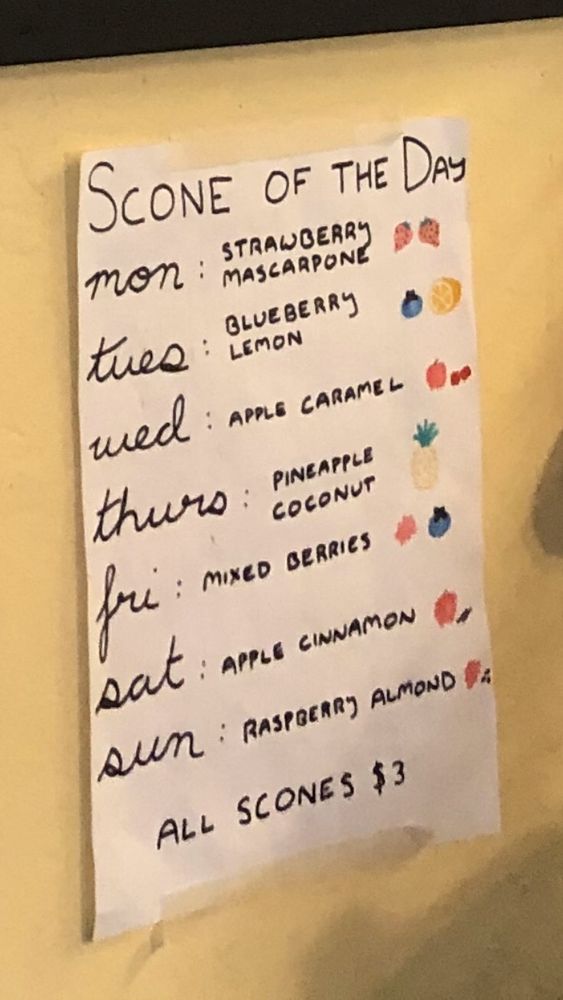 SCONE OF THE DAY
mon : STRAWBERRY
MASCARPONE
tues : BLUEBERRY
LEMON
wed : APPLE CARAMEL
thurs : PINEAPPLE
COCONUT
fri : MIXED BERRIES
sat : APPLE CINNAMON
sun : RASPBERRY ALMOND
ALL SCONES $3